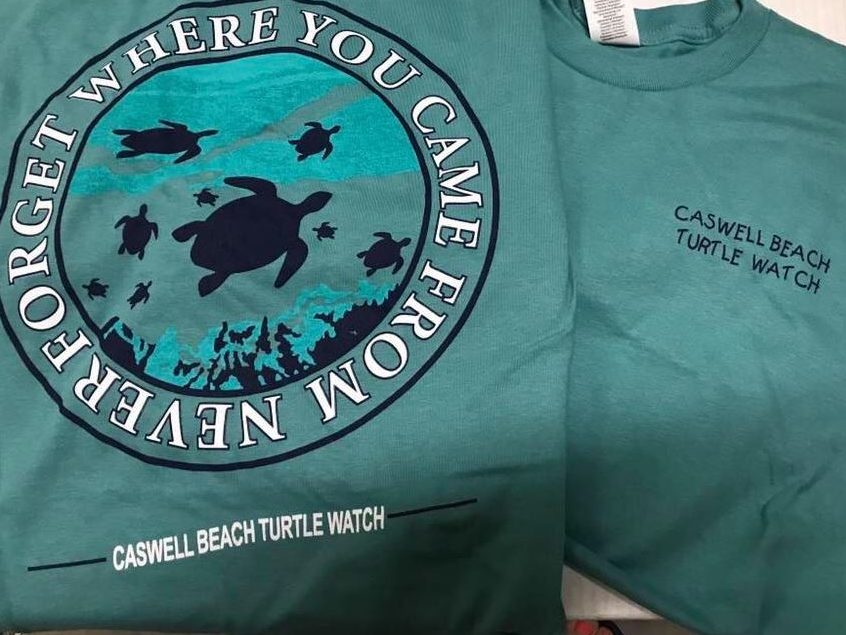 NEVER FORGET WHERE YOU CAME FROM
CASWELL BEACH TURTLE WATCH
CASWELL BEACH
TURTLE WATCH